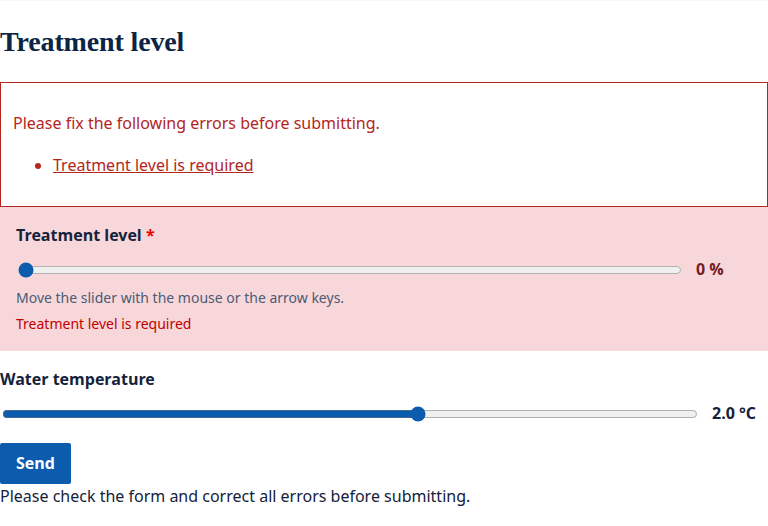 Treatment level
Please fix the following errors before submitting.
Treatment level is required
Treatment level *
0 %
Move the slider with the mouse or the arrow keys.
Treatment level is required
Water temperature
2.0 °C
Send
Please check the form and correct all errors before submitting.